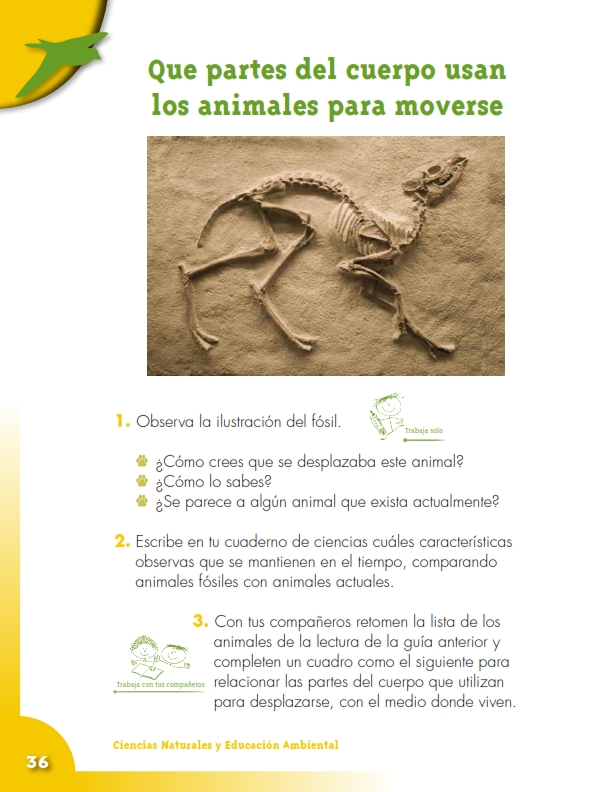 Que partes del cuerpo usan
los animales para moverse
1. Observa la ilustración del fósil.
Trabaja solo
¿Cómo crees que se desplazaba este animal?
¿Cómo lo sabes?
¿Se parece a algún animal que exista actualmente?
2. Escribe en tu cuaderno de ciencias cuáles características
observas que se mantienen en el tiempo, comparando
animales fósiles con animales actuales.
3. Con tus compañeros retomen la lista de los
animales de la lectura de la guía anterior y
completen un cuadro como el siguiente para
relacionar las partes del cuerpo que utilizan
para desplazarse, con el medio donde viven.
Trabaja con tus compañeros
Ciencias Naturales y Educación Ambiental
36